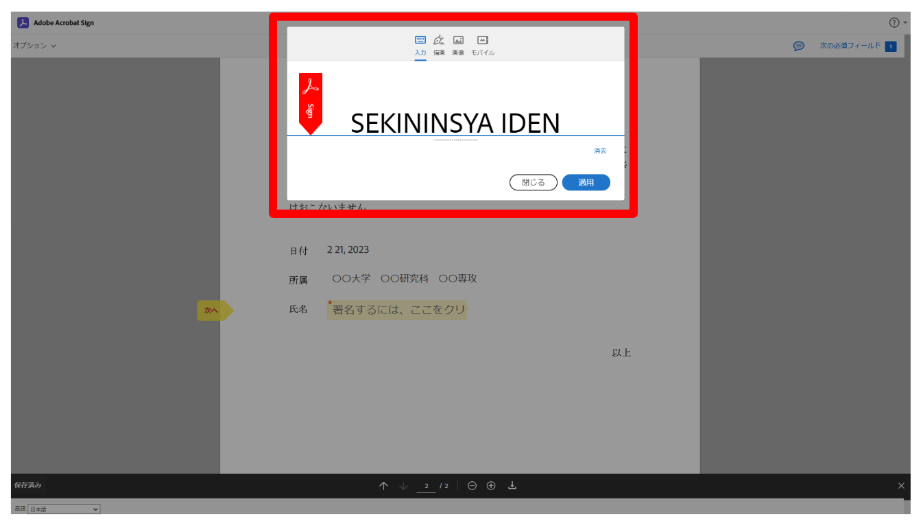 Adobe Acrobat Sign
オプション
次の必須フィールド 1
入力 描画 画像 モバイル
Sign
SEKININSYA IDEN
消去
閉じる 適用
はおこないません
日付 2 21, 2023
所属 〇〇大学 〇〇研究科 〇〇専攻
次へ
氏名 *署名するには、ここをクリ
以上
保存済み
2 / 2
言語 日本語